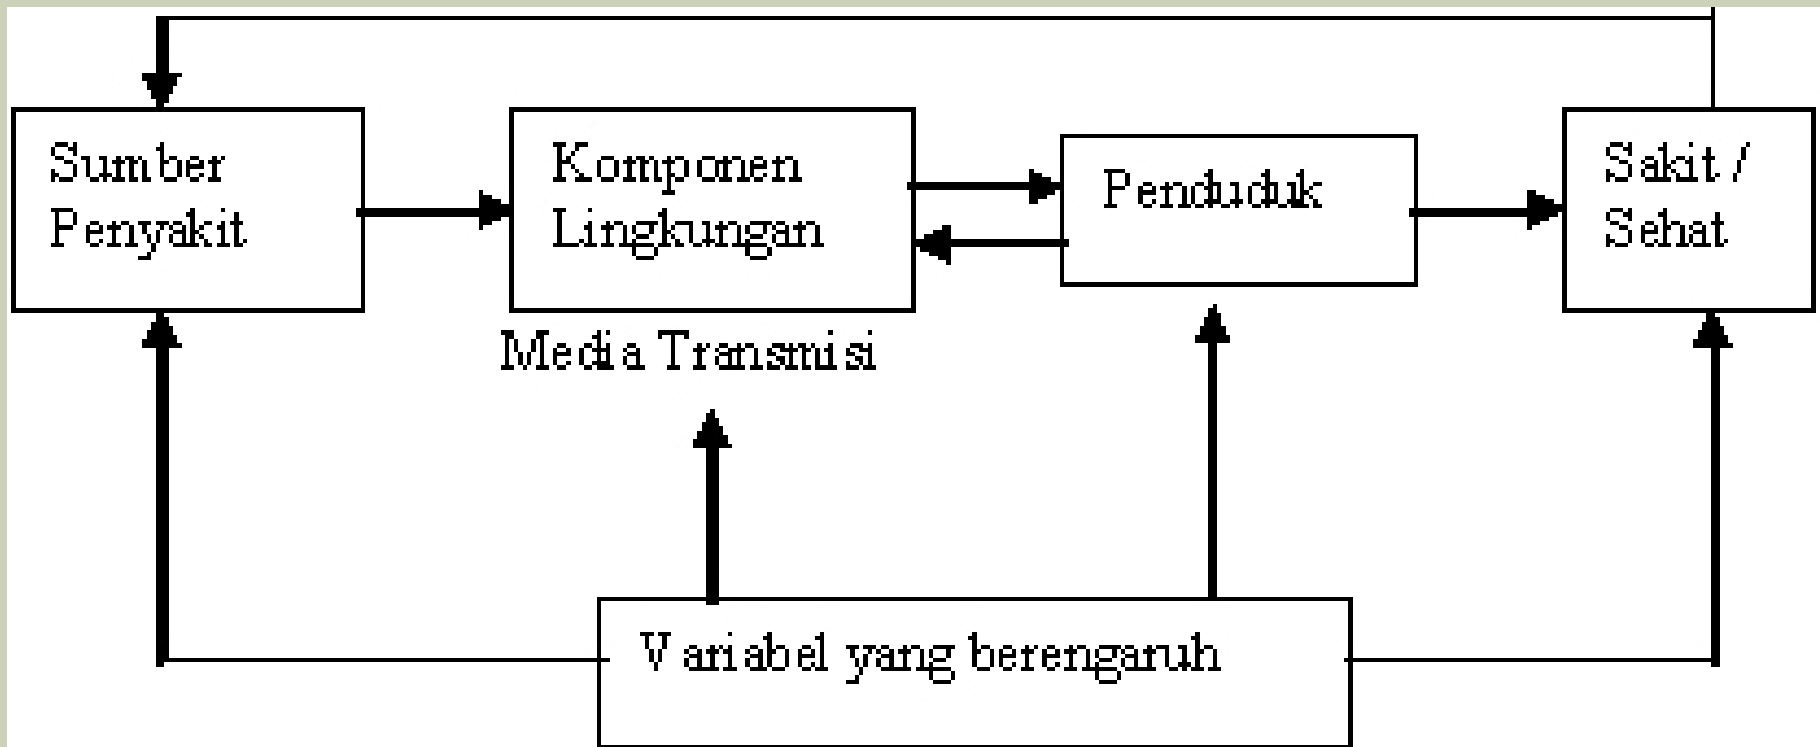 Sumber
Penyakit
Komponen
Lingkungan
Penduduk
Sakit /
Sehat
Media Transmisi
Variabel yang berengaruh